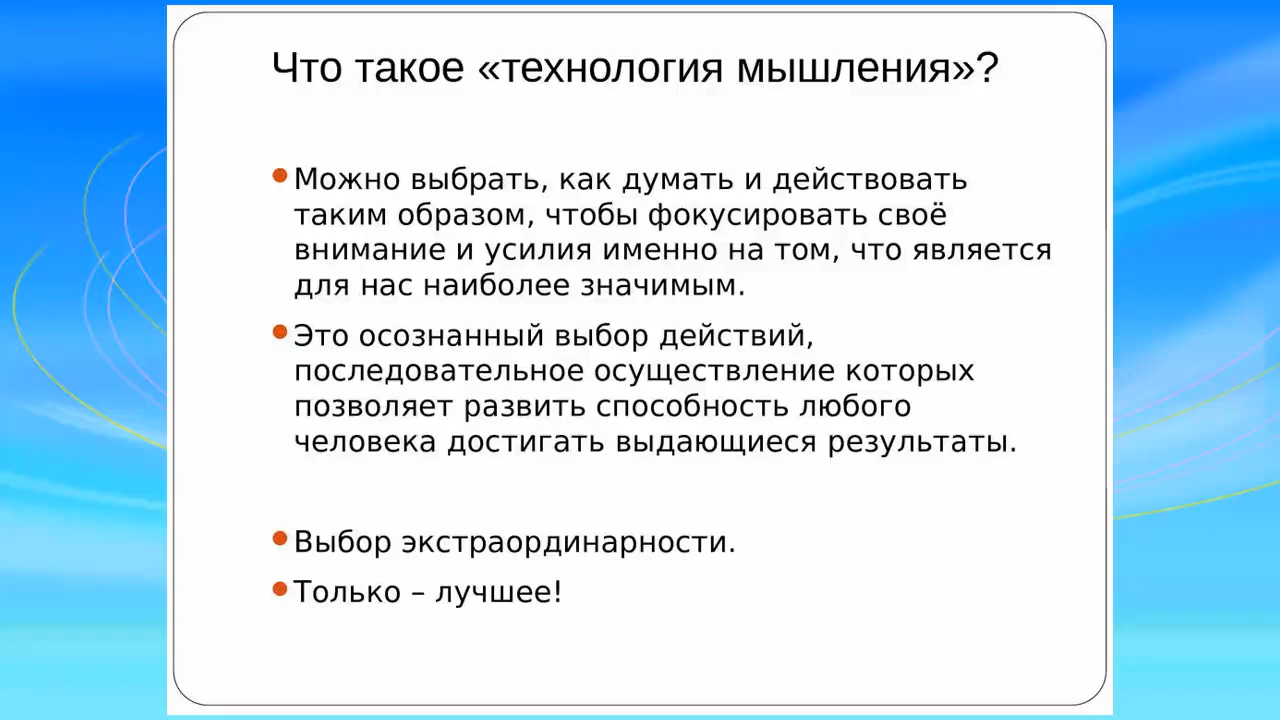 Что такое «технология мышления»?
Можно выбрать, как думать и действовать
таким образом, чтобы фокусировать своё
внимание и усилия именно на том, что является
для нас наиболее значимым.
Это осознанный выбор действий,
последовательное осуществление которых
позволяет развить способность любого
человека достигать выдающиеся результаты.
Выбор экстраординарности.
Только – лучшее!